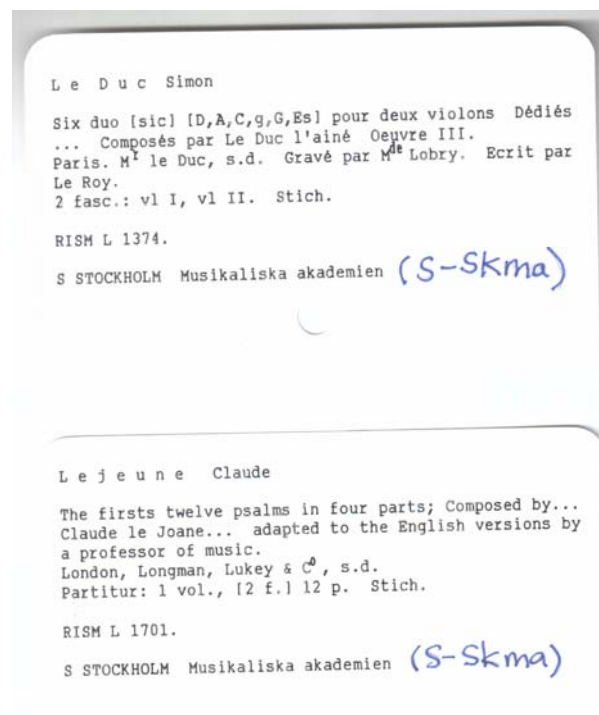 L e  D u c  Simon
Six duo [sic] [D,A,C,g,G,Es] pour deux violons  Dédiés
...  Composés par Le Duc l'ainé  Oeuvre III.
Paris. Mr le Duc, s.d.  Gravé par Mde Lobry.  Ecrit par
Le Roy.
2 fasc.: vl I, vl II.  Stich.
RISM L 1374.
S STOCKHOLM  Musikaliska akademien (S-Skma)
L e j e u n e  Claude
The firsts twelve psalms in four parts; Composed by...
Claude le Joane...  adapted to the English versions by
a professor of music.
London, Longman, Lukey & Co, s.d.
Partitur: 1 vol., [2 f.] 12 p.  Stich.
RISM L 1701.
S STOCKHOLM  Musikaliska akademien (S-Skma)